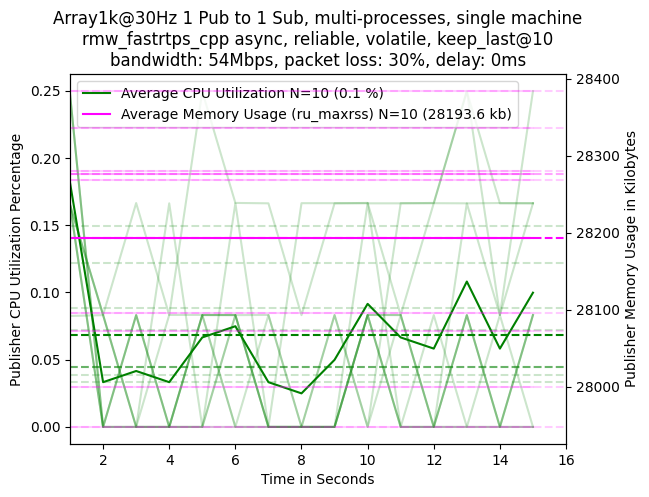 Array1k@30Hz 1 Pub to 1 Sub, multi-processes, single machine
rmw_fastrtps_cpp async, reliable, volatile, keep_last@10
bandwidth: 54Mbps, packet loss: 30%, delay: 0ms
Average CPU Utilization N=10 (0.1 %)
Average Memory Usage (ru_maxrss) N=10 (28193.6 kb)
Publisher CPU Utilization Percentage
0.25
0.20
0.15
0.10
0.05
0.00
28400
28300
28200
28100
28000
Publisher Memory Usage in Kilobytes
2 4 6 8 10 12 14 16
Time in Seconds